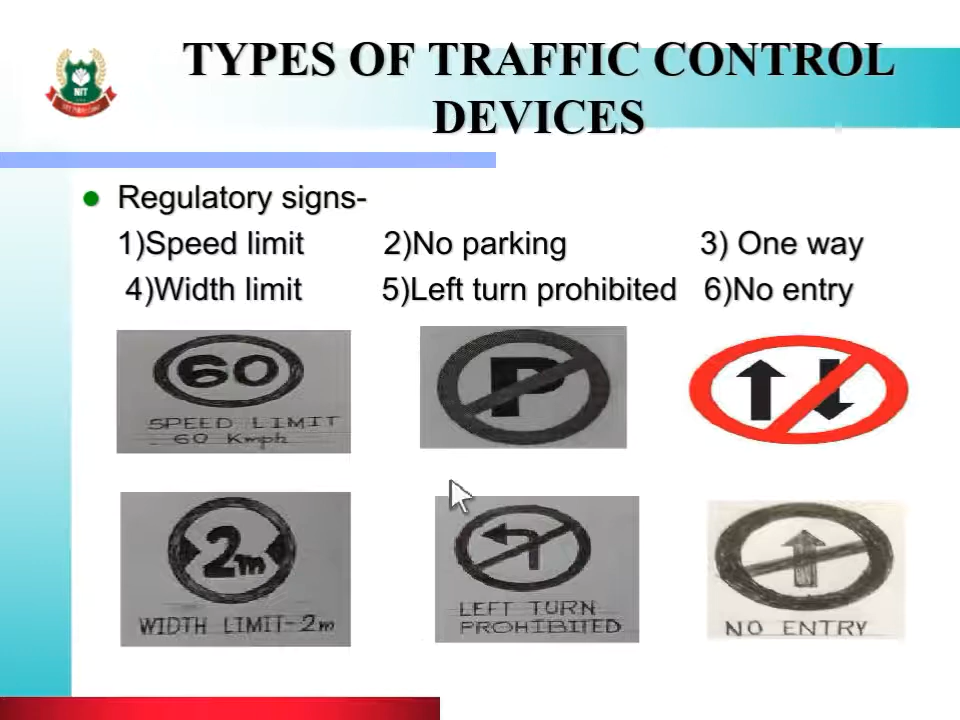 TYPES OF TRAFFIC CONTROL
DEVICES
NIT
Regulatory signs-
1)Speed limit 2)No parking 3) One way
4)Width limit 5)Left turn prohibited 6)No entry
60
SPEED LIMIT
60 Kmph
P
2m
WIDTH LIMIT-2m
LEFT TURN
PROHIBITED
NO ENTRY